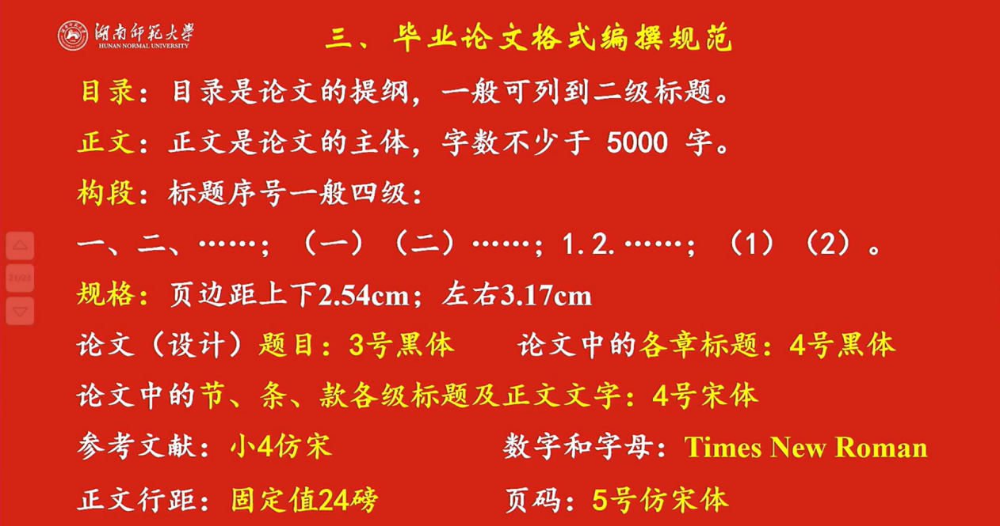 湖南师范大学
HUNAN NORMAL UNIVERSITY
三、毕业论文格式编撰规范
目录：目录是论文的提纲，一般可列到二级标题。
正文：正文是论文的主体，字数不少于 5000 字。
构段：标题序号一般四级：
一、二、……；（一）（二）……；1.2.……；（1）（2）。
21/23
规格：页边距上下2.54cm；左右3.17cm
论文（设计）题目：3号黑体 论文中的各章标题：4号黑体
论文中的节、条、款各级标题及正文文字：4号宋体
参考文献：小4仿宋 数字和字母：Times New Roman
正文行距：固定值24磅 页码：5号仿宋体